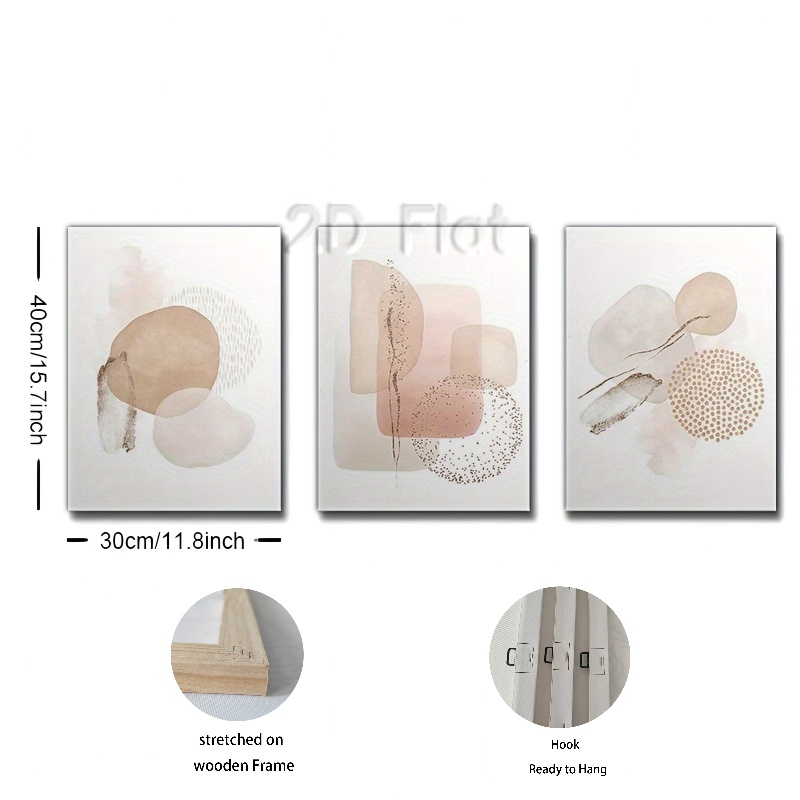 2D Flat
40cm/15.7inch
30cm/11.8inch
stretched on
wooden Frame
Hook
Ready to Hang